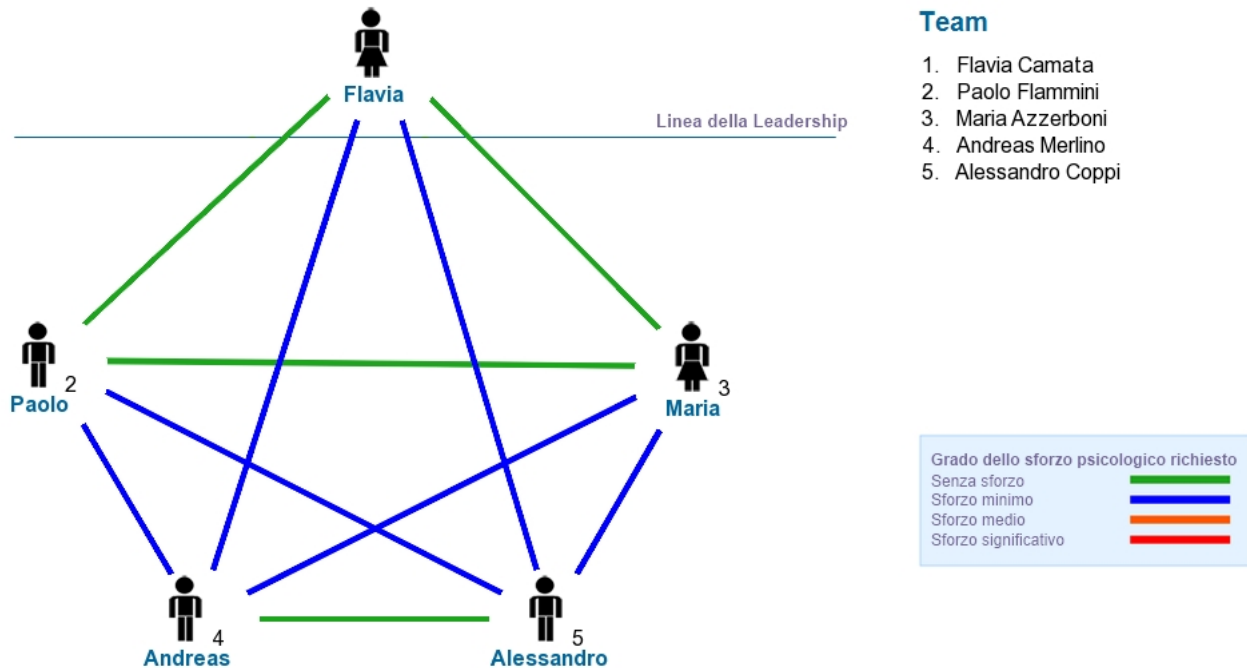 Flavia
Linea della Leadership
2
Paolo
3
Maria
4
Andreas
5
Alessandro
Team
1. Flavia Camata
2. Paolo Flammini
3. Maria Azzerboni
4. Andreas Merlino
5. Alessandro Coppi
Grado dello sforzo psicologico richiesto
Senza sforzo
Sforzo minimo
Sforzo medio
Sforzo significativo